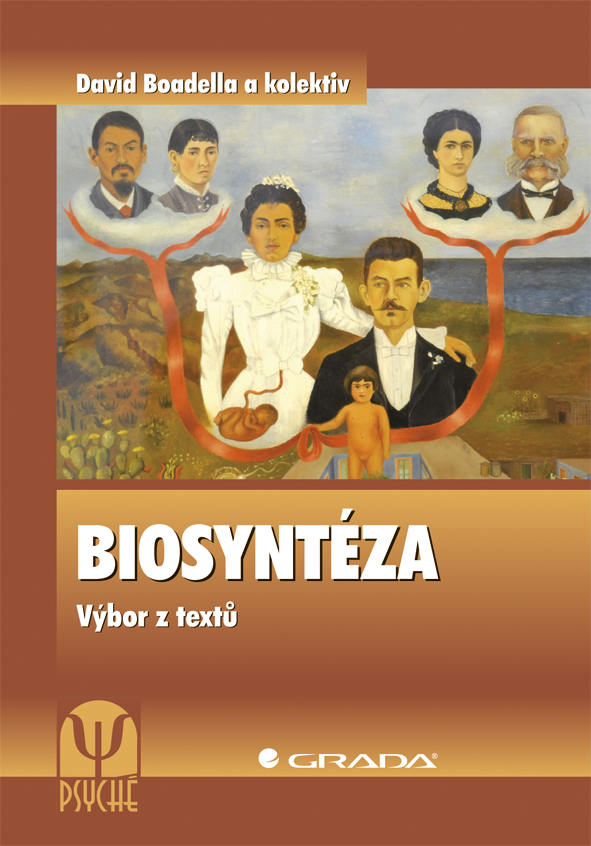 David Boadella a kolektiv
BIOSYNTÉZA
Výbor z textů
GRADA®
PSYCHÉ